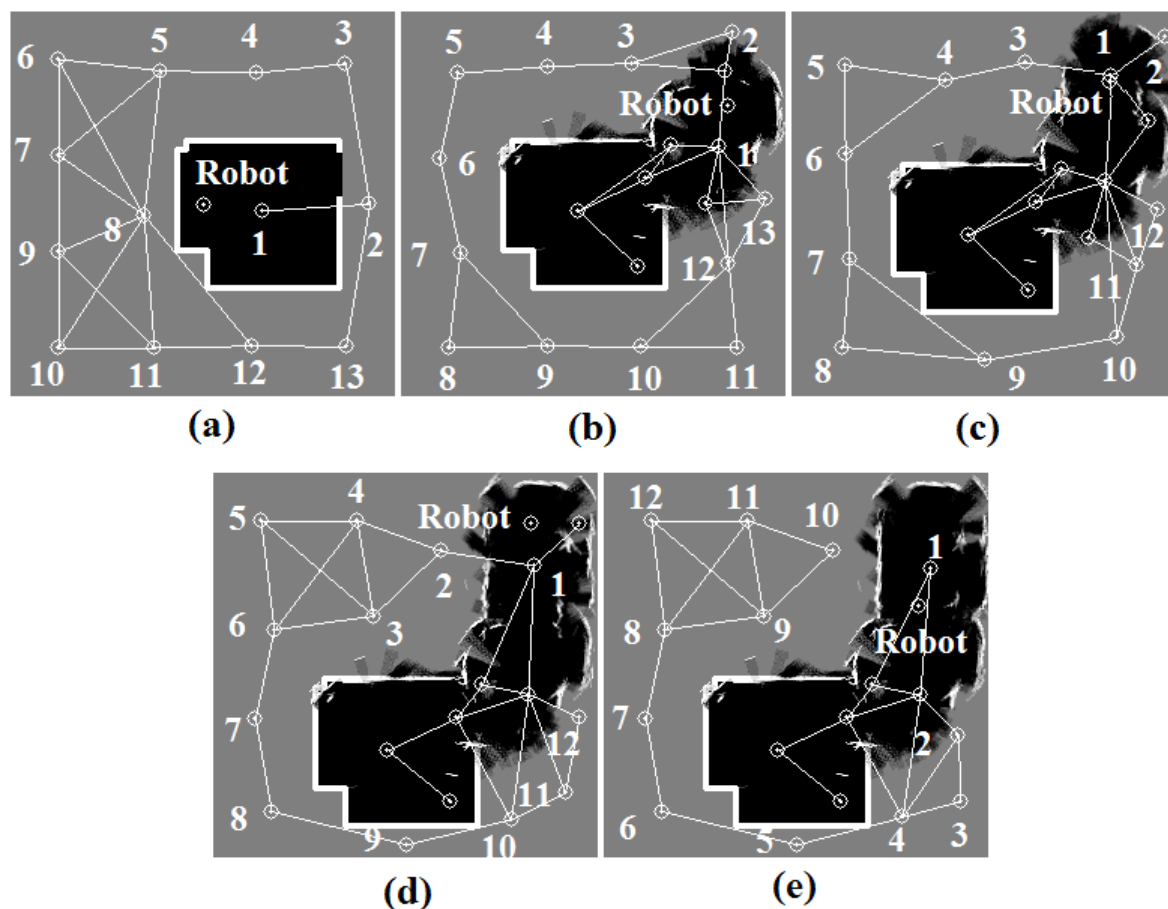 6 5 4 3
7 Robot
8 1 2
9
10 11 12 13
(a)
5 4 3 2
Robot
1
6
7 12 13
8 9 10 11
(b)
5 4 3 1
2
Robot
6
7 12
11
8 9 10
(c)
5 4
Robot
2 1
6 3
7 12
8 11
9 10
(d)
12 11 10
1
8 9
Robot
7 2
6 5 4 3
(e)